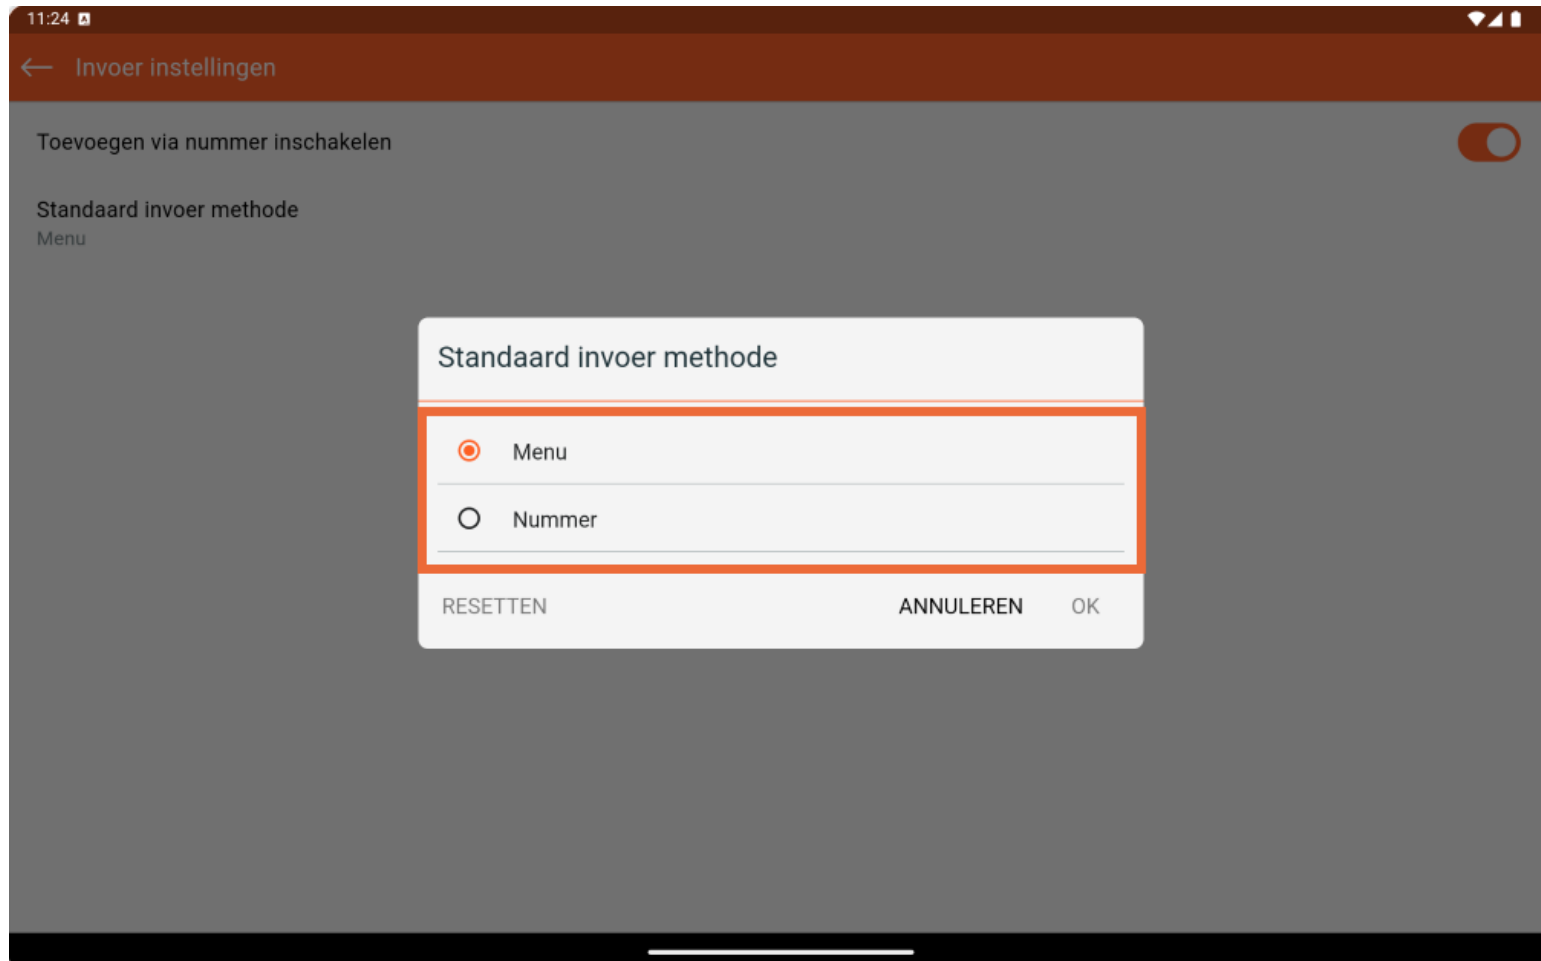 11:24
Invoer instellingen
Toevoegen via nummer inschakelen
Standaard invoer methode
Menu
Standaard invoer methode
Menu
Nummer
RESETTEN ANNULEREN OK